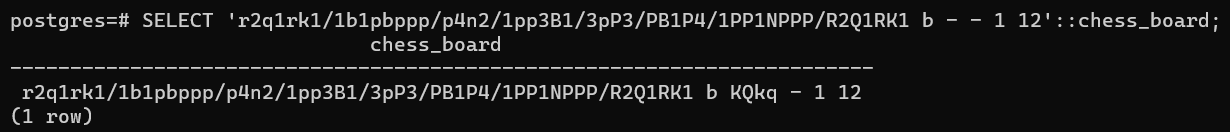 postgres=# SELECT 'r2q1rk1/1b1pbppp/p4n2/1pp3B1/3pP3/PB1P4/1PP1NPPP/R2Q1RK1 b - - 1 12'::chess_board;
chess_board
------------------------------------------------------------------------
r2q1rk1/1b1pbppp/p4n2/1pp3B1/3pP3/PB1P4/1PP1NPPP/R2Q1RK1 b KQkq - 1 12
(1 row)